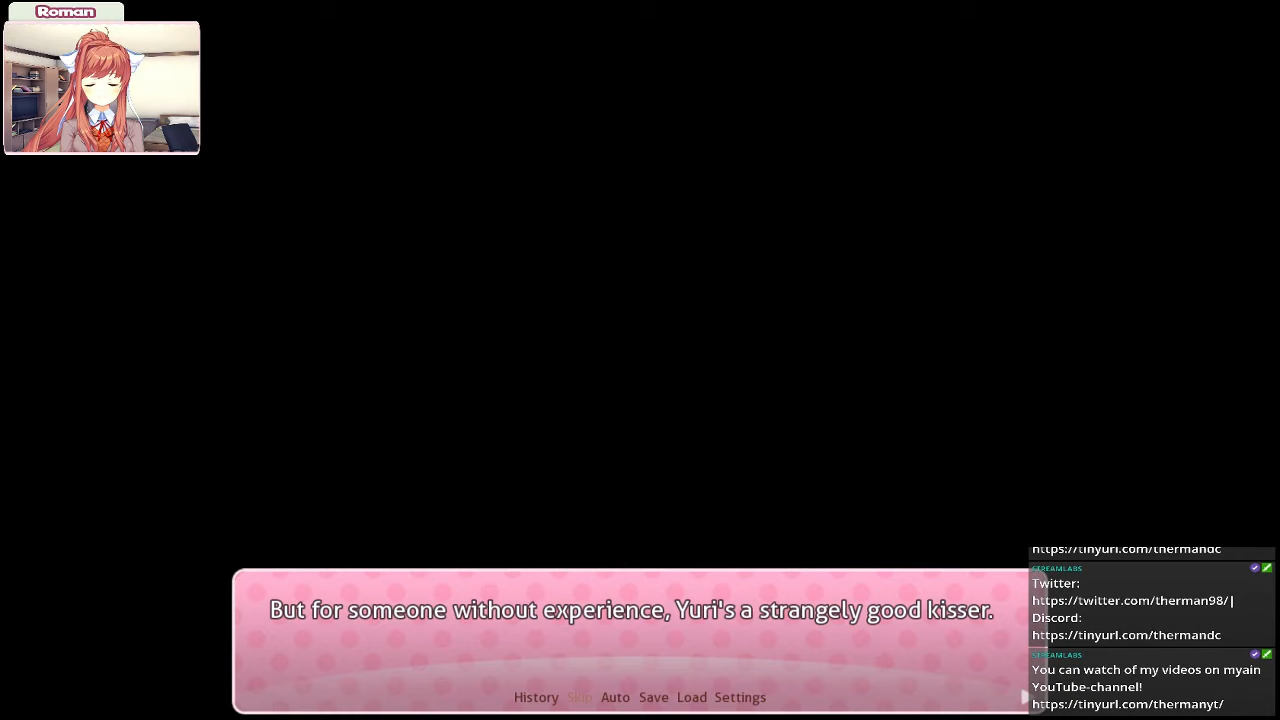 Roman
But for someone without experience, Yuri's a strangely good kisser.
History Skip Auto Save Load Settings
https://tinyurl.com/thermandc
STREAMLABS
Twitter:
https://twitter.com/therman98/|
Discord:
https://tinyurl.com/thermandc
STREAMLABS
You can watch of my videos on myain
YouTube-channel!
https://tinyurl.com/thermanyt/